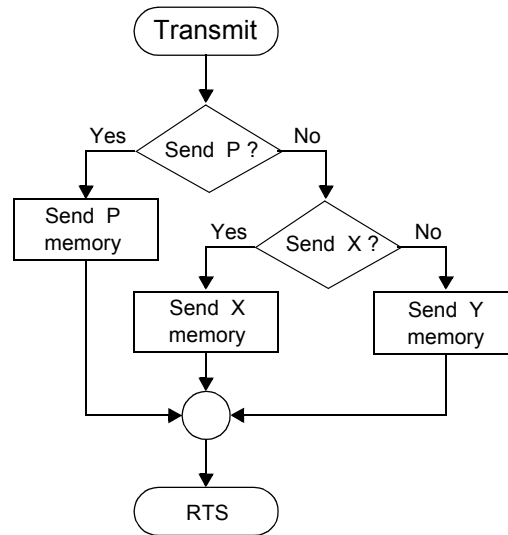 Transmit
Yes
No
Send P ?
Send P
memory
Yes
No
Send X ?
Send X
memory
Send Y
memory
RTS